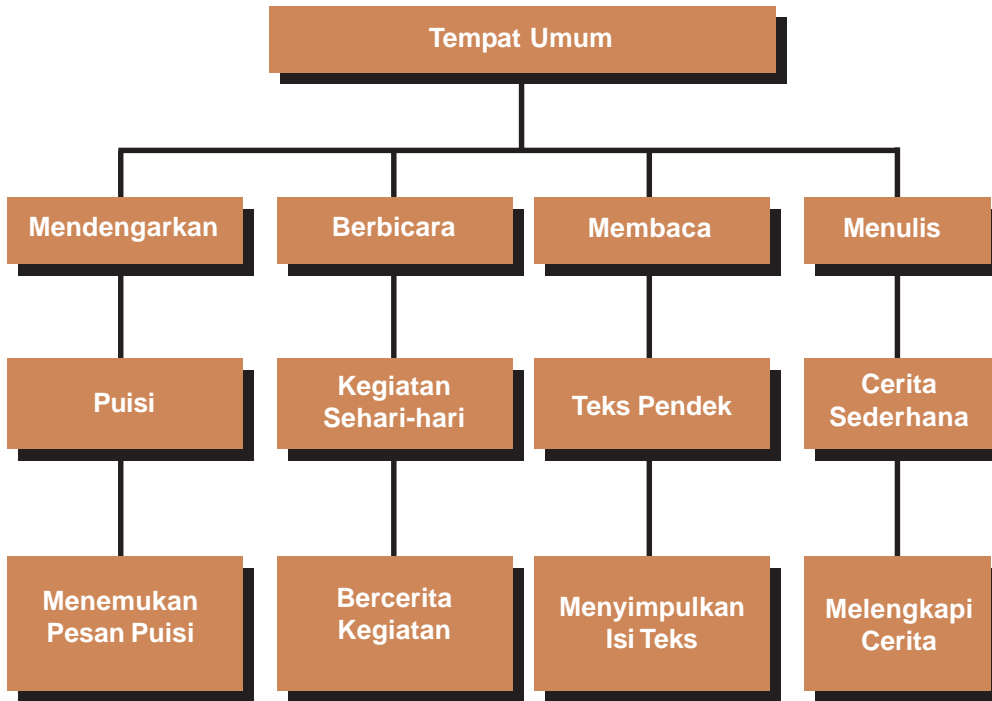 Tempat Umum
Mendengarkan
Berbicara
Membaca
Menulis
Puisi
Kegiatan
Sehari-hari
Teks Pendek
Cerita
Sederhana
Menemukan
Pesan Puisi
Bercerita
Kegiatan
Menyimpulkan
Isi Teks
Melengkapi
Cerita